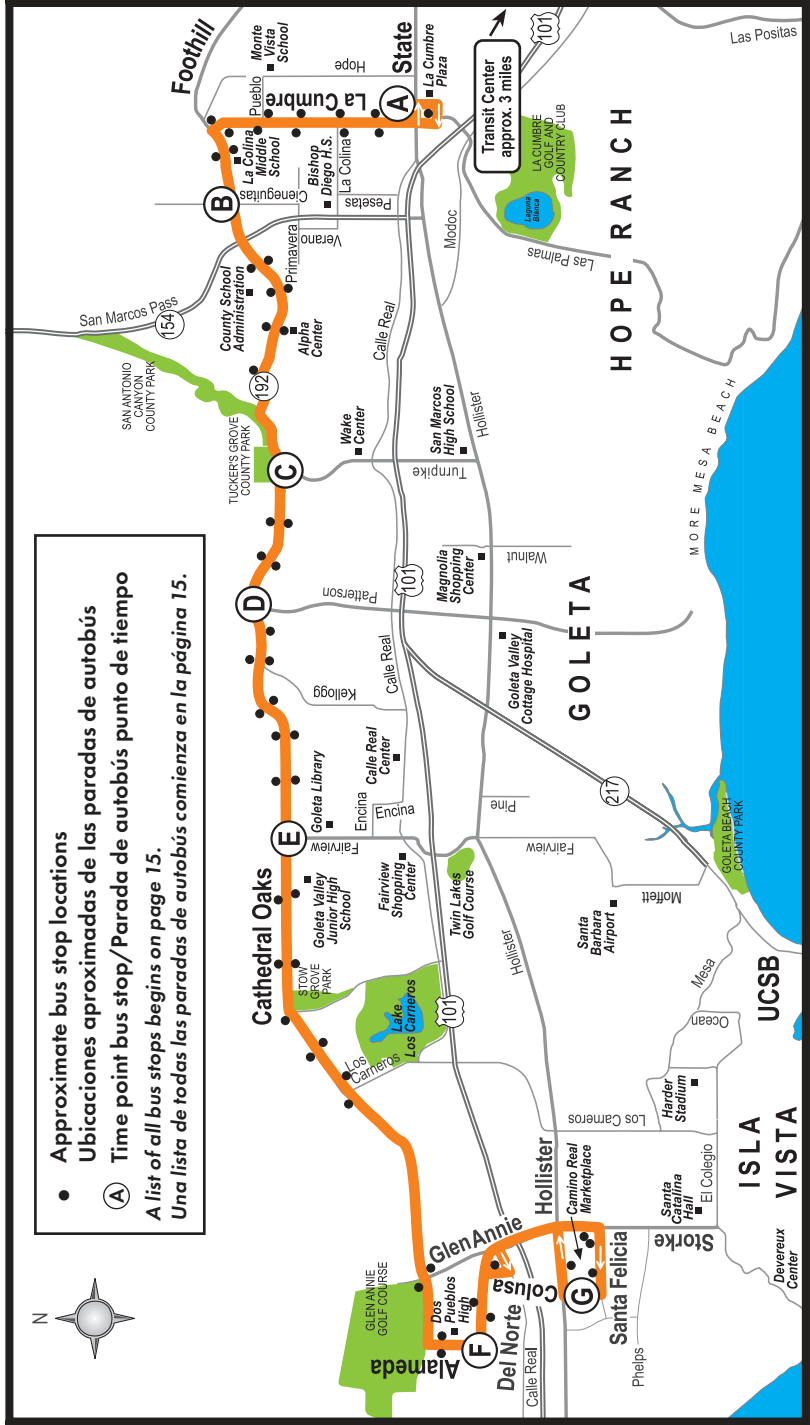 N
Approximate bus stop locations
Ubicaciones aproximadas de las paradas de autobús
A
Time point bus stop/Parada de autobús punto de tiempo
A list of all bus stops begins on page 15.
Una lista de todas las paradas de autobús comienza en la página 15.
GLEN ANNIE
GOLF COURSE
Alameda
Dos
Pueblos
High
F
Del Norte
Calle Real
Glen Annie
Colusa
G
Hollister
Camino Real
Marketplace
Santa Felicia
Phelps
Storke
Devereux
Center
Santa
Catalina
Hall
El Colegio
ISLA
VISTA
Los Carneros
Harder
Stadium
Ocean
Mesa
UCSB
Los
Carneros
Lake
Los Carneros
101
STOW
GROVE
PARK
Cathedral Oaks
Goleta Valley
Junior High
School
E
Goleta Library
Fairview
Fairview
Shopping
Center
Encina
Encina
Calle Real
Center
Twin Lakes
Golf Course
Hollister
Santa
Barbara
Airport
Fairview
Moffett
Pine
GOLETA BEACH
COUNTY PARK
217
Kellogg
Calle Real
D
Patterson
101
Goleta Valley
Cottage Hospital
GOLETA
Magnolia
Shopping
Center
Walnut
MORE MESA BEACH
C
TUCKER'S GROVE
COUNTY PARK
SAN ANTONIO
CANYON
COUNTY PARK
Wake
Center
Turnpike
San Marcos
High School
Hollister
192
San Marcos Pass
154
County School
Administration
Alpha
Center
Primavera
Verano
Calle Real
Modoc
B
Cieneguitas
La Colina
Middle
School
Bishop
Diego H.S.
La Colina
Pesetas
Foothill
Pueblo
Monte
Vista
School
Hope
La Cumbre
A
State
La Cumbre
Plaza
Transit Center
approx. 3 miles
101
LA CUMBRE
GOLF AND
COUNTRY CLUB
Laguna
Blanca
Las Palmas
HOPE RANCH
Las Positas